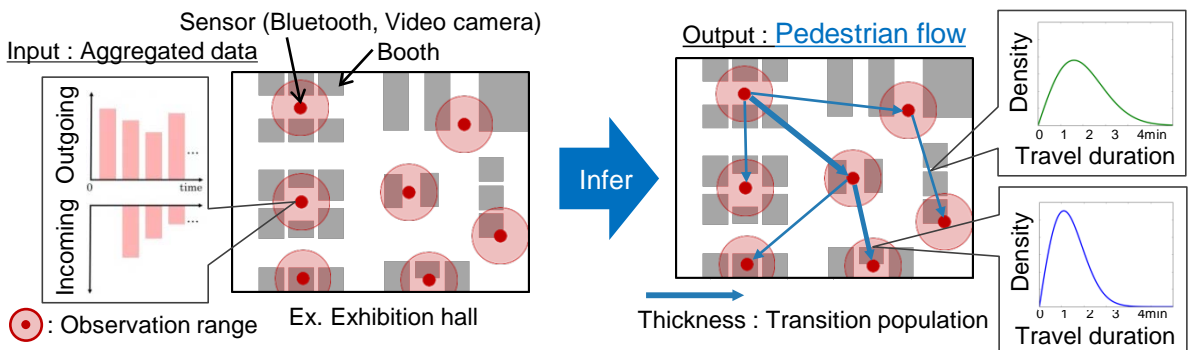 Sensor (Bluetooth, Video camera)
Input : Aggregated data
Booth
Outgoing
0
time
...
Incoming
...
: Observation range
Ex. Exhibition hall
Infer
Output : Pedestrian flow
Thickness : Transition population
Density
0 1 2 3 4min
Travel duration
Density
0 1 2 3 4min
Travel duration